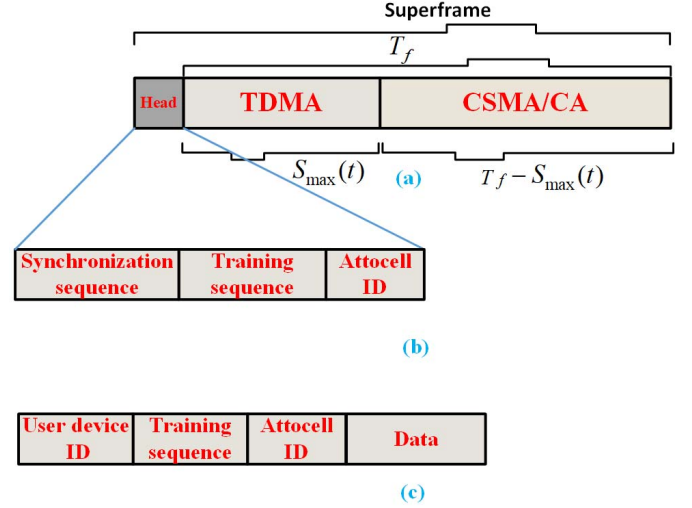 Superframe
T_f
Head
TDMA
CSMA/CA
S_max(t)
(a)
T_f − S_max(t)
Synchronization
sequence
Training
sequence
Attocell
ID
(b)
User device
ID
Training
sequence
Attocell
ID
Data
(c)